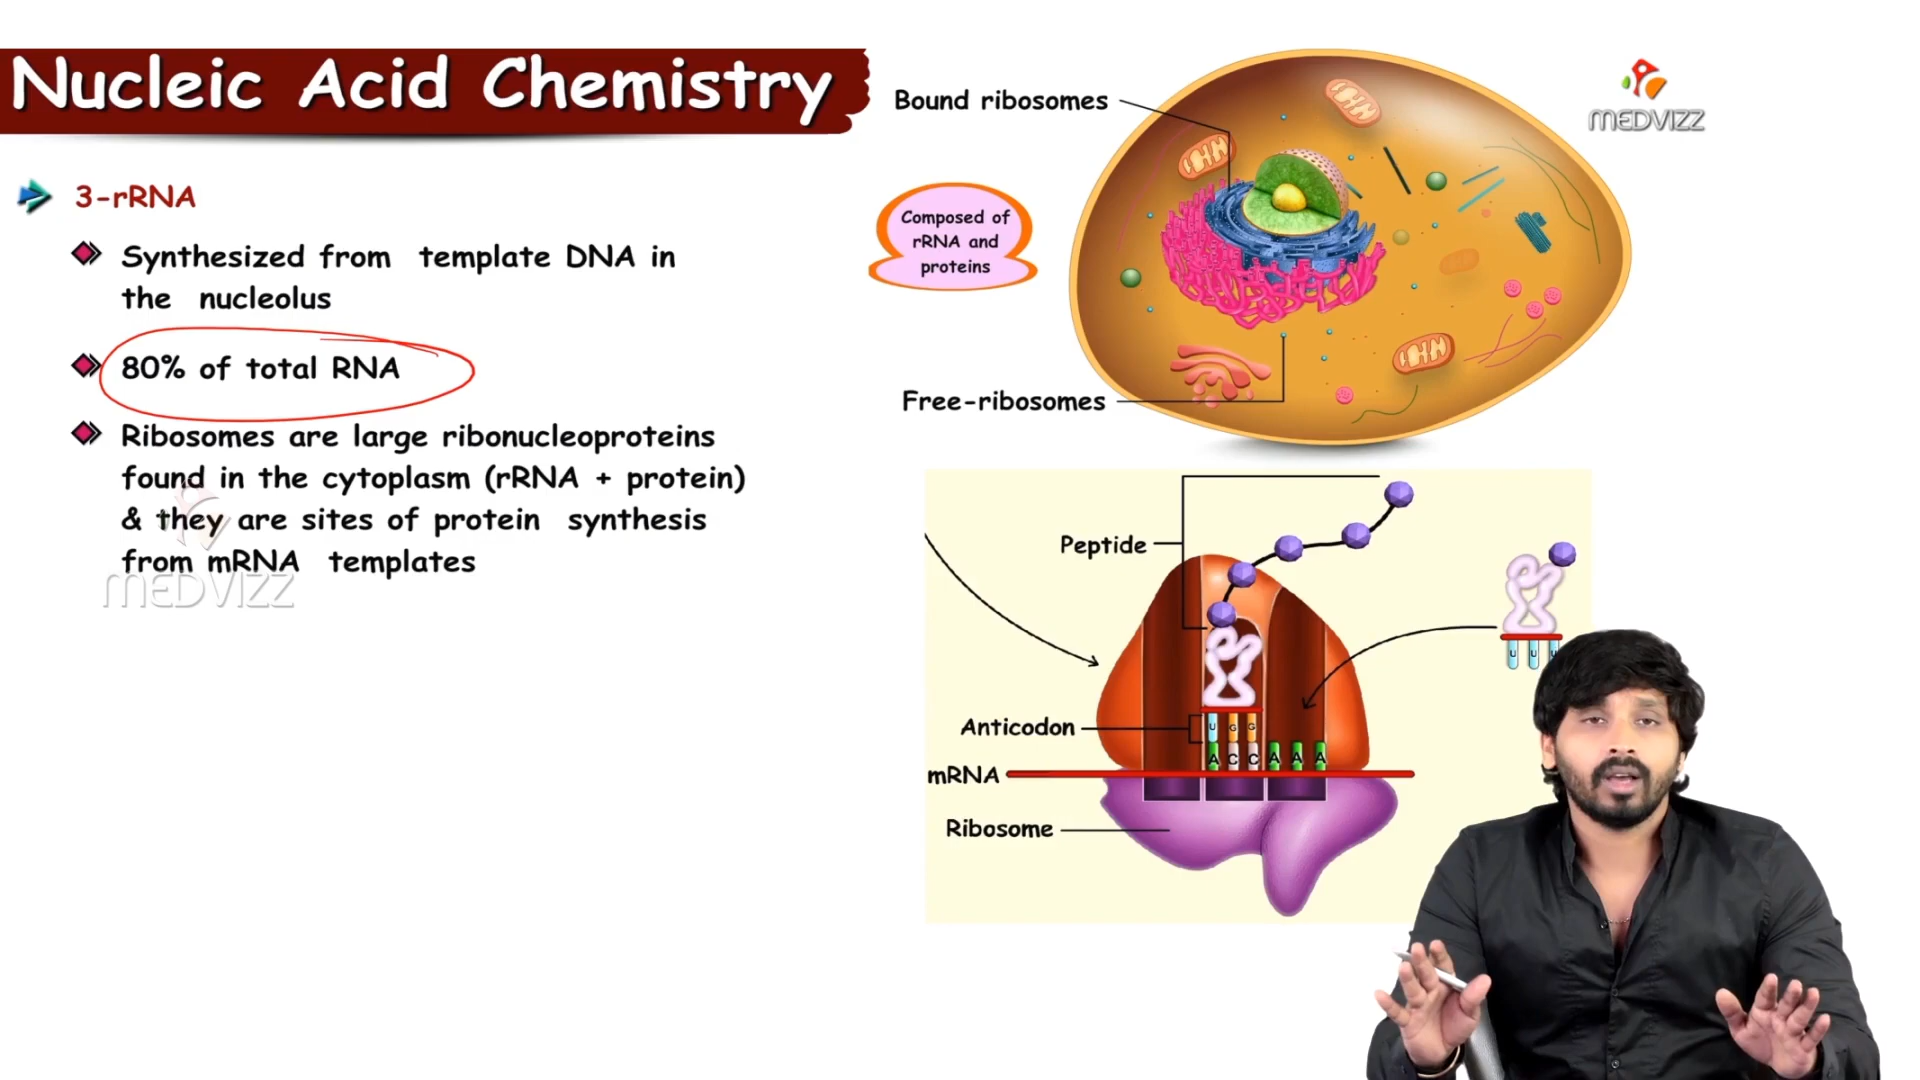 Nucleic Acid Chemistry
3-rRNA
Synthesized from template DNA in
the nucleolus
80% of total RNA
Ribosomes are large ribonucleoproteins
found in the cytoplasm (rRNA + protein)
& they are sites of protein synthesis
from mRNA templates
MEDVIZZ
Bound ribosomes
MEDVIZZ
Composed of
rRNA and
proteins
Free-ribosomes
Peptide
U U U
Anticodon
U G G
A C C A A A
mRNA
Ribosome